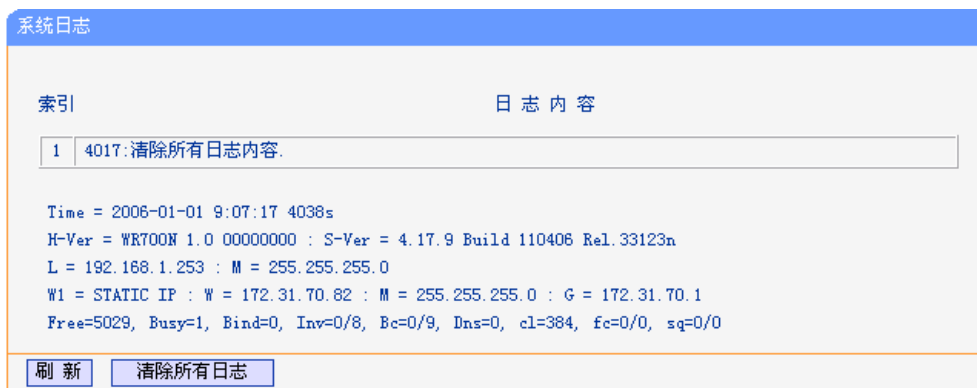 系统日志
索引 日志内容
1 4017:清除所有日志内容.
Time = 2006-01-01 9:07:17 4038s
H-Ver = WR700N 1.0 00000000 : S-Ver = 4.17.9 Build 110406 Rel.33123n
L = 192.168.1.253 : M = 255.255.255.0
W1 = STATIC IP : W = 172.31.70.82 : M = 255.255.255.0 : G = 172.31.70.1
Free=5029, Busy=1, Bind=0, Inv=0/8, Bc=0/9, Dns=0, cl=384, fc=0/0, sq=0/0
刷 新 清除所有日志